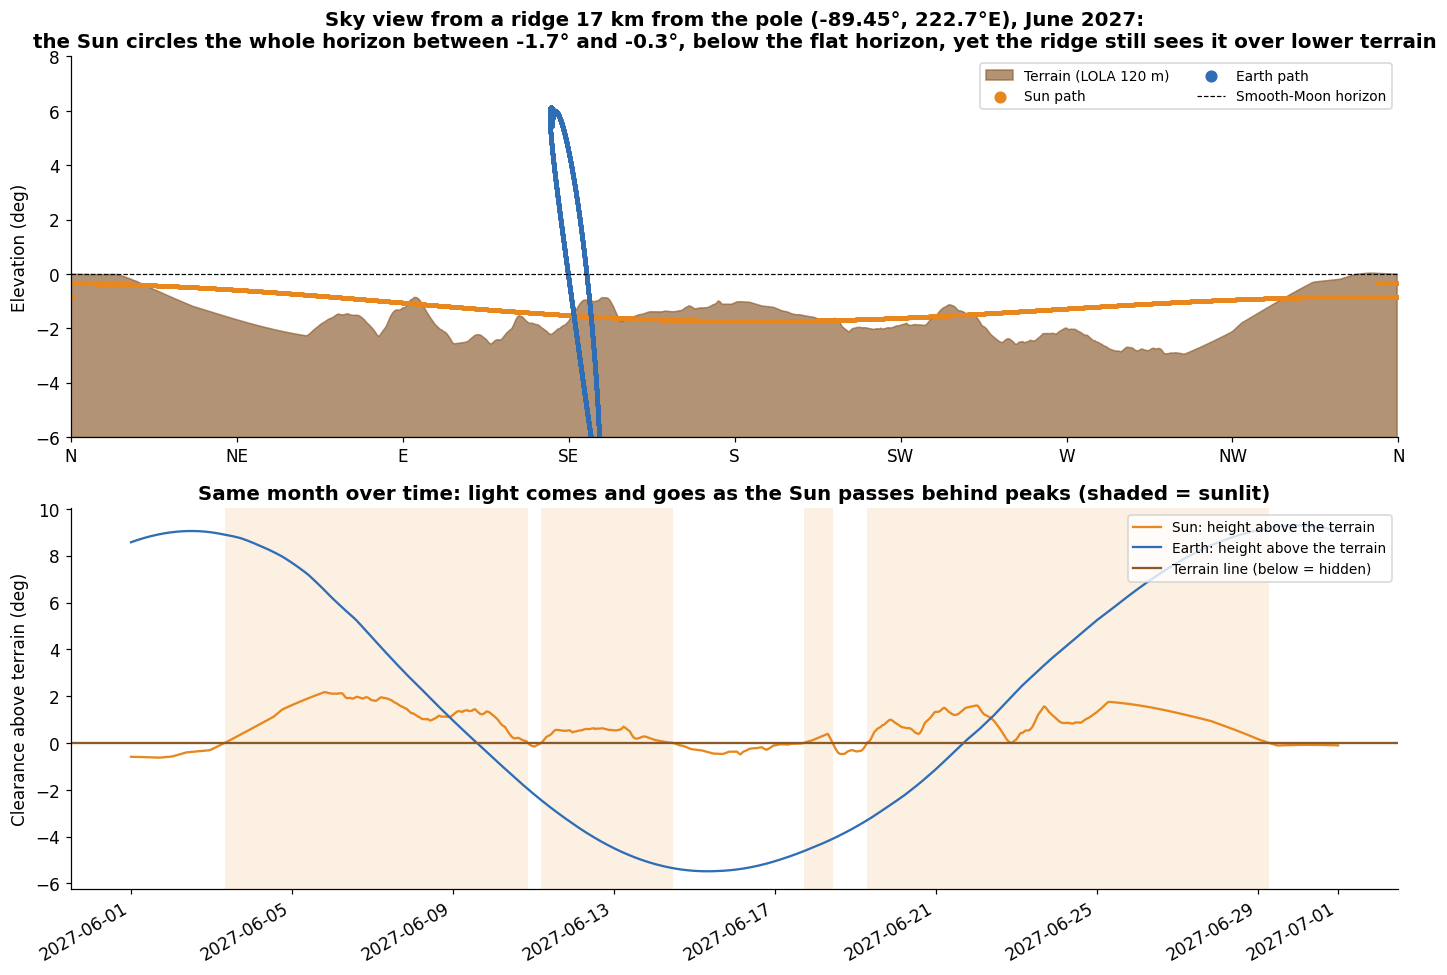 Sky view from a ridge 17 km from the pole (-89.45°, 222.7°E), June 2027:
the Sun circles the whole horizon between -1.7° and -0.3°, below the flat horizon, yet the ridge still sees it over lower terrain
Terrain (LOLA 120 m)
Sun path
Earth path
Smooth-Moon horizon
Elevation (deg)
8
6
4
2
0
−2
−4
−6
N NE E SE S SW W NW N
Same month over time: light comes and goes as the Sun passes behind peaks (shaded = sunlit)
Sun: height above the terrain
Earth: height above the terrain
Terrain line (below = hidden)
Clearance above terrain (deg)
10
8
6
4
2
0
−2
−4
−6
2027-06-01 2027-06-05 2027-06-09 2027-06-13 2027-06-17 2027-06-21 2027-06-25 2027-06-29 2027-07-01